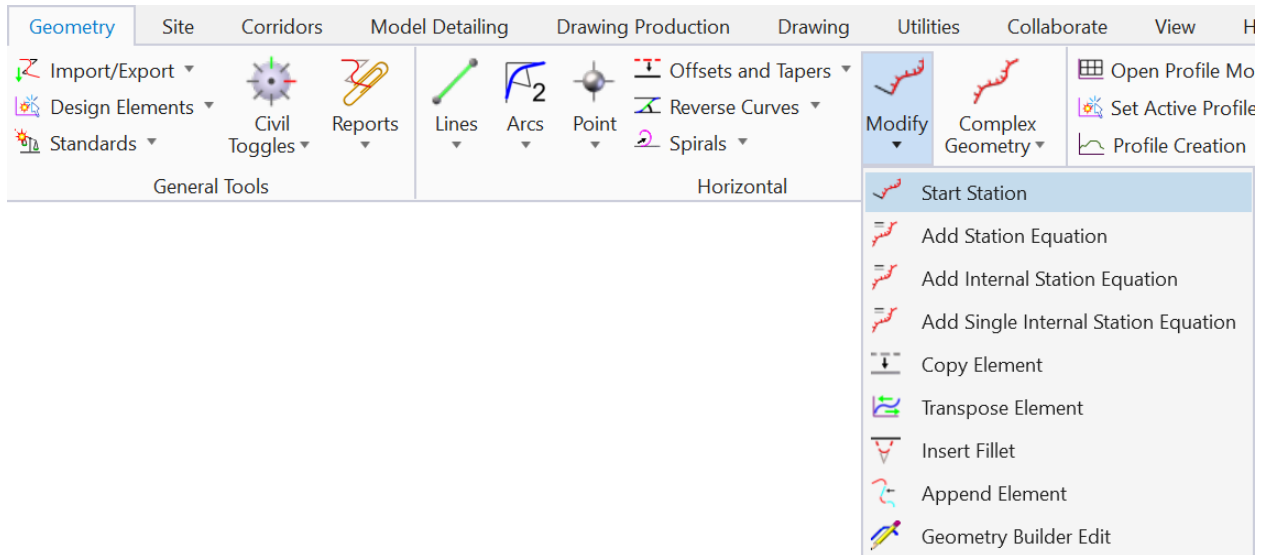 Geometry Site Corridors Model Detailing Drawing Production Drawing Utilities Collaborate View H
Import/Export
Design Elements
Standards
Civil
Toggles
Reports
General Tools
Lines
Arcs
Point
Offsets and Tapers
Reverse Curves
Spirals
Horizontal
Modify
Complex
Geometry
Open Profile Mo
Set Active Profile
Profile Creation
Start Station
Add Station Equation
Add Internal Station Equation
Add Single Internal Station Equation
Copy Element
Transpose Element
Insert Fillet
Append Element
Geometry Builder Edit